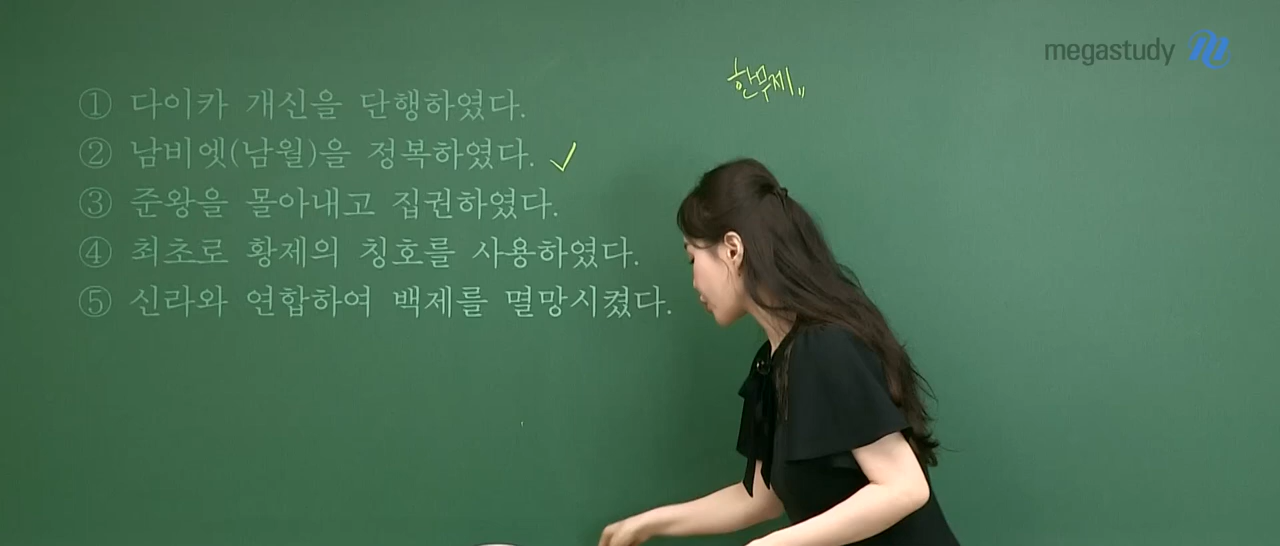 megastudy
한무제
① 다이카 개신을 단행하였다.
② 남비엣(남월)을 정복하였다. ✓
③ 준왕을 몰아내고 집권하였다.
④ 최초로 황제의 칭호를 사용하였다.
⑤ 신라와 연합하여 백제를 멸망시켰다.